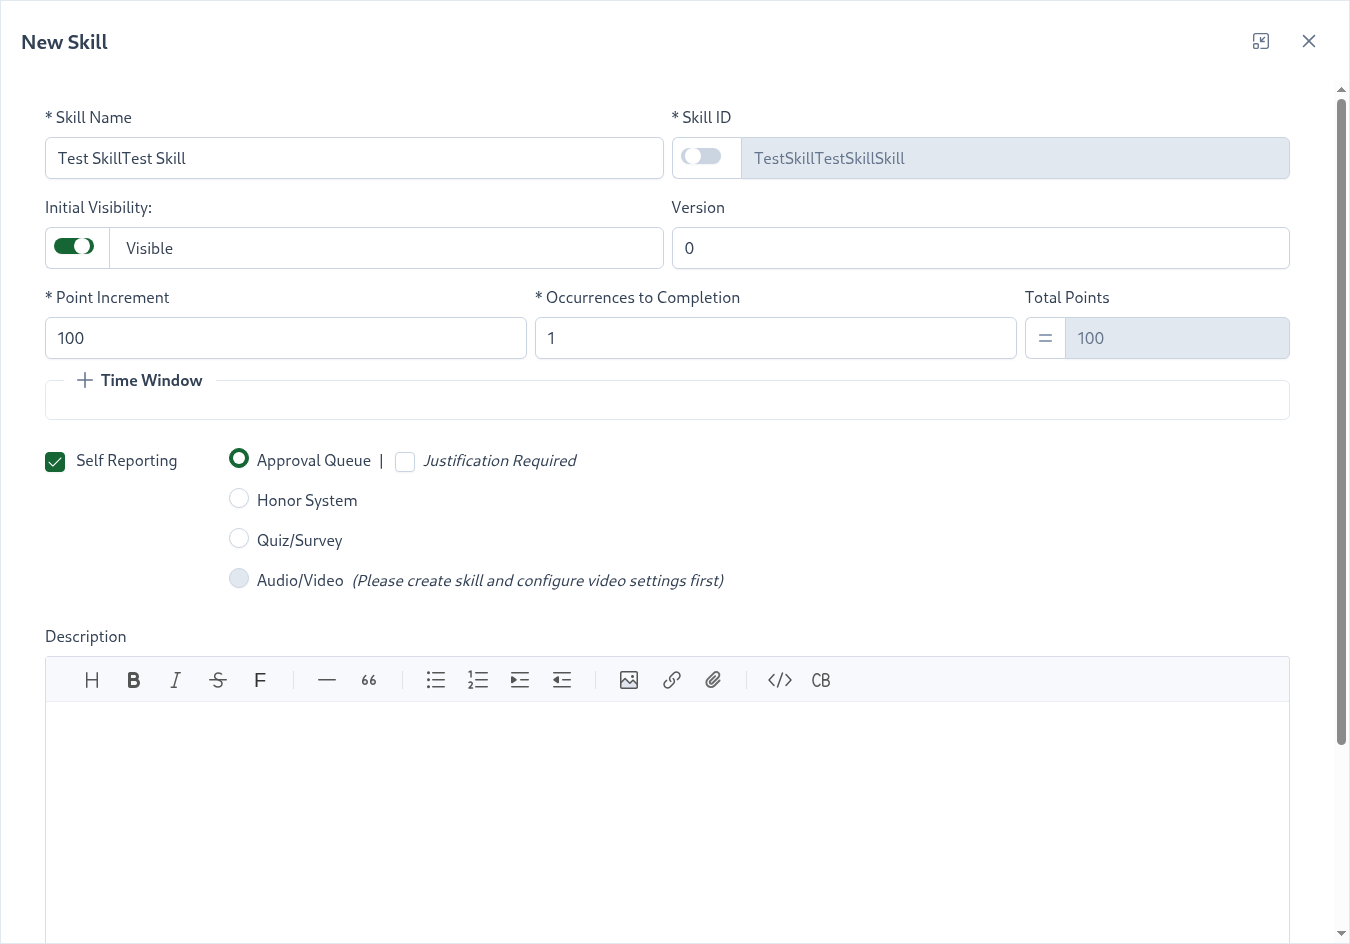 New Skill
* Skill Name
* Skill ID
Test SkillTest Skill
TestSkillTestSkillSkill
Initial Visibility:
Version
Visible
0
* Point Increment
* Occurrences to Completion
Total Points
100
1
= 100
+ Time Window
Self Reporting
Approval Queue | Justification Required
Honor System
Quiz/Survey
Audio/Video (Please create skill and configure video settings first)
Description
H B I S F — 66 </> CB